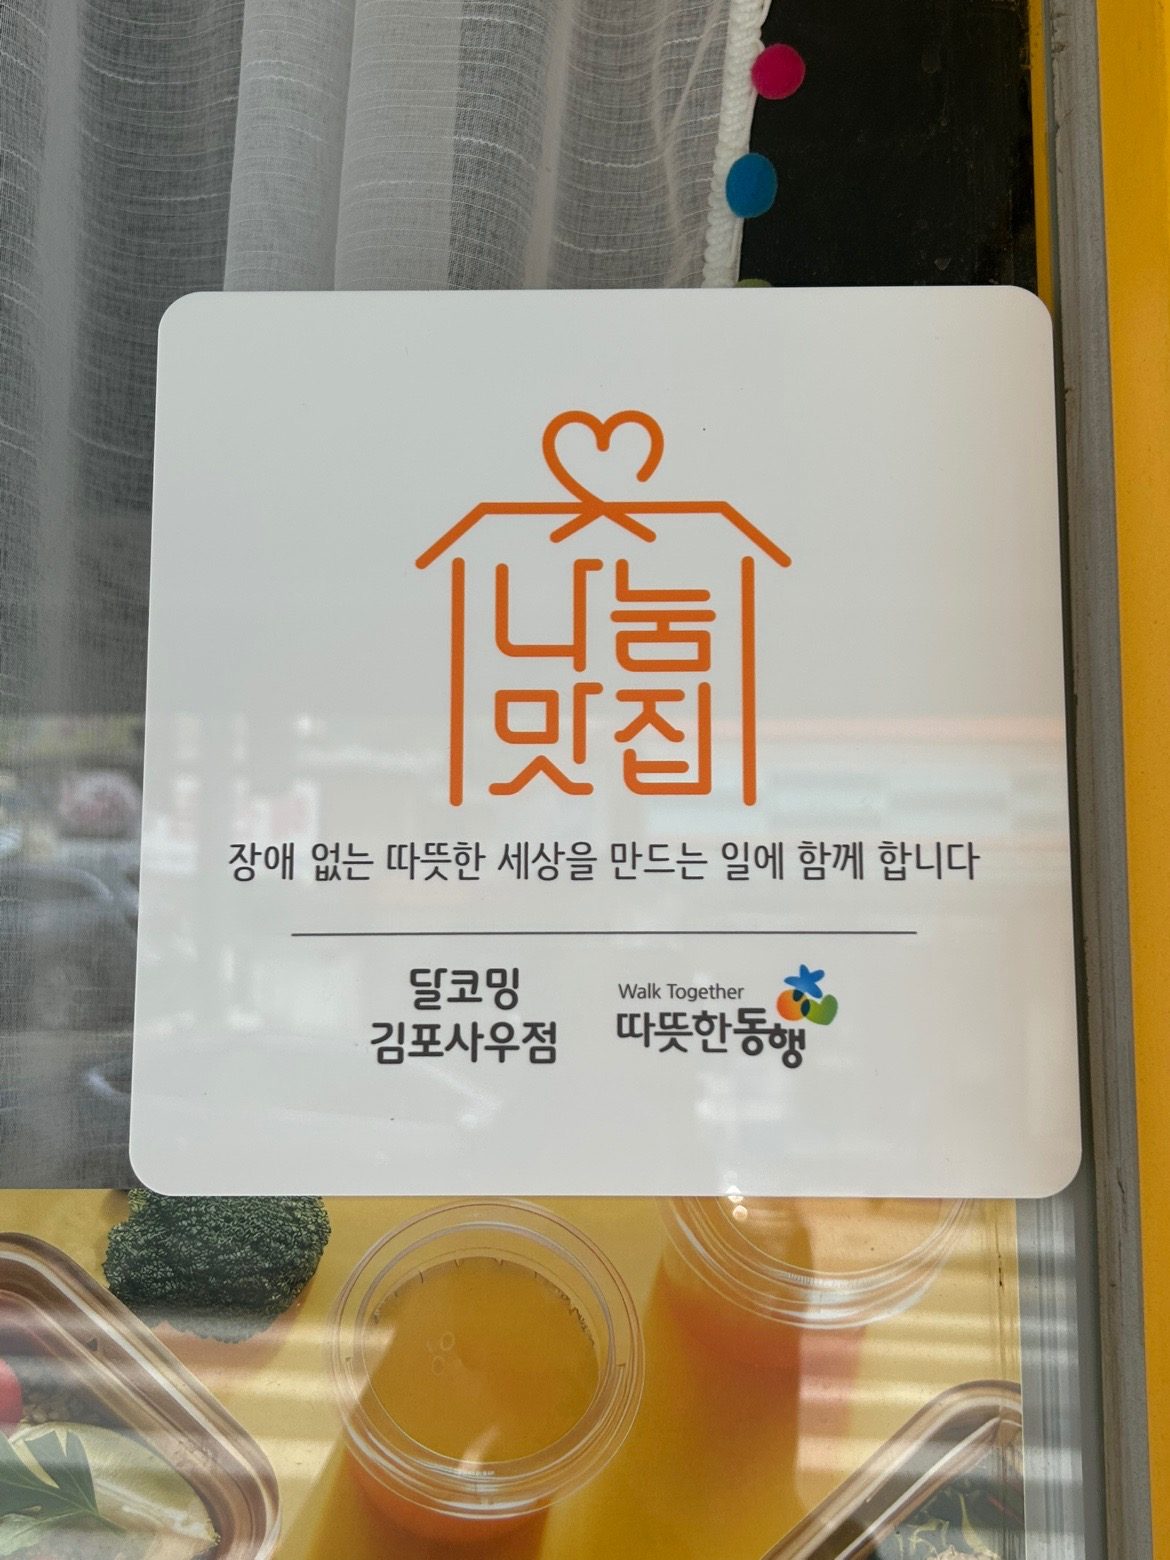 나눔
맛집
장애 없는 따뜻한 세상을 만드는 일에 함께 합니다
달코밍
김포사우점
Walk Together
따뜻한동행